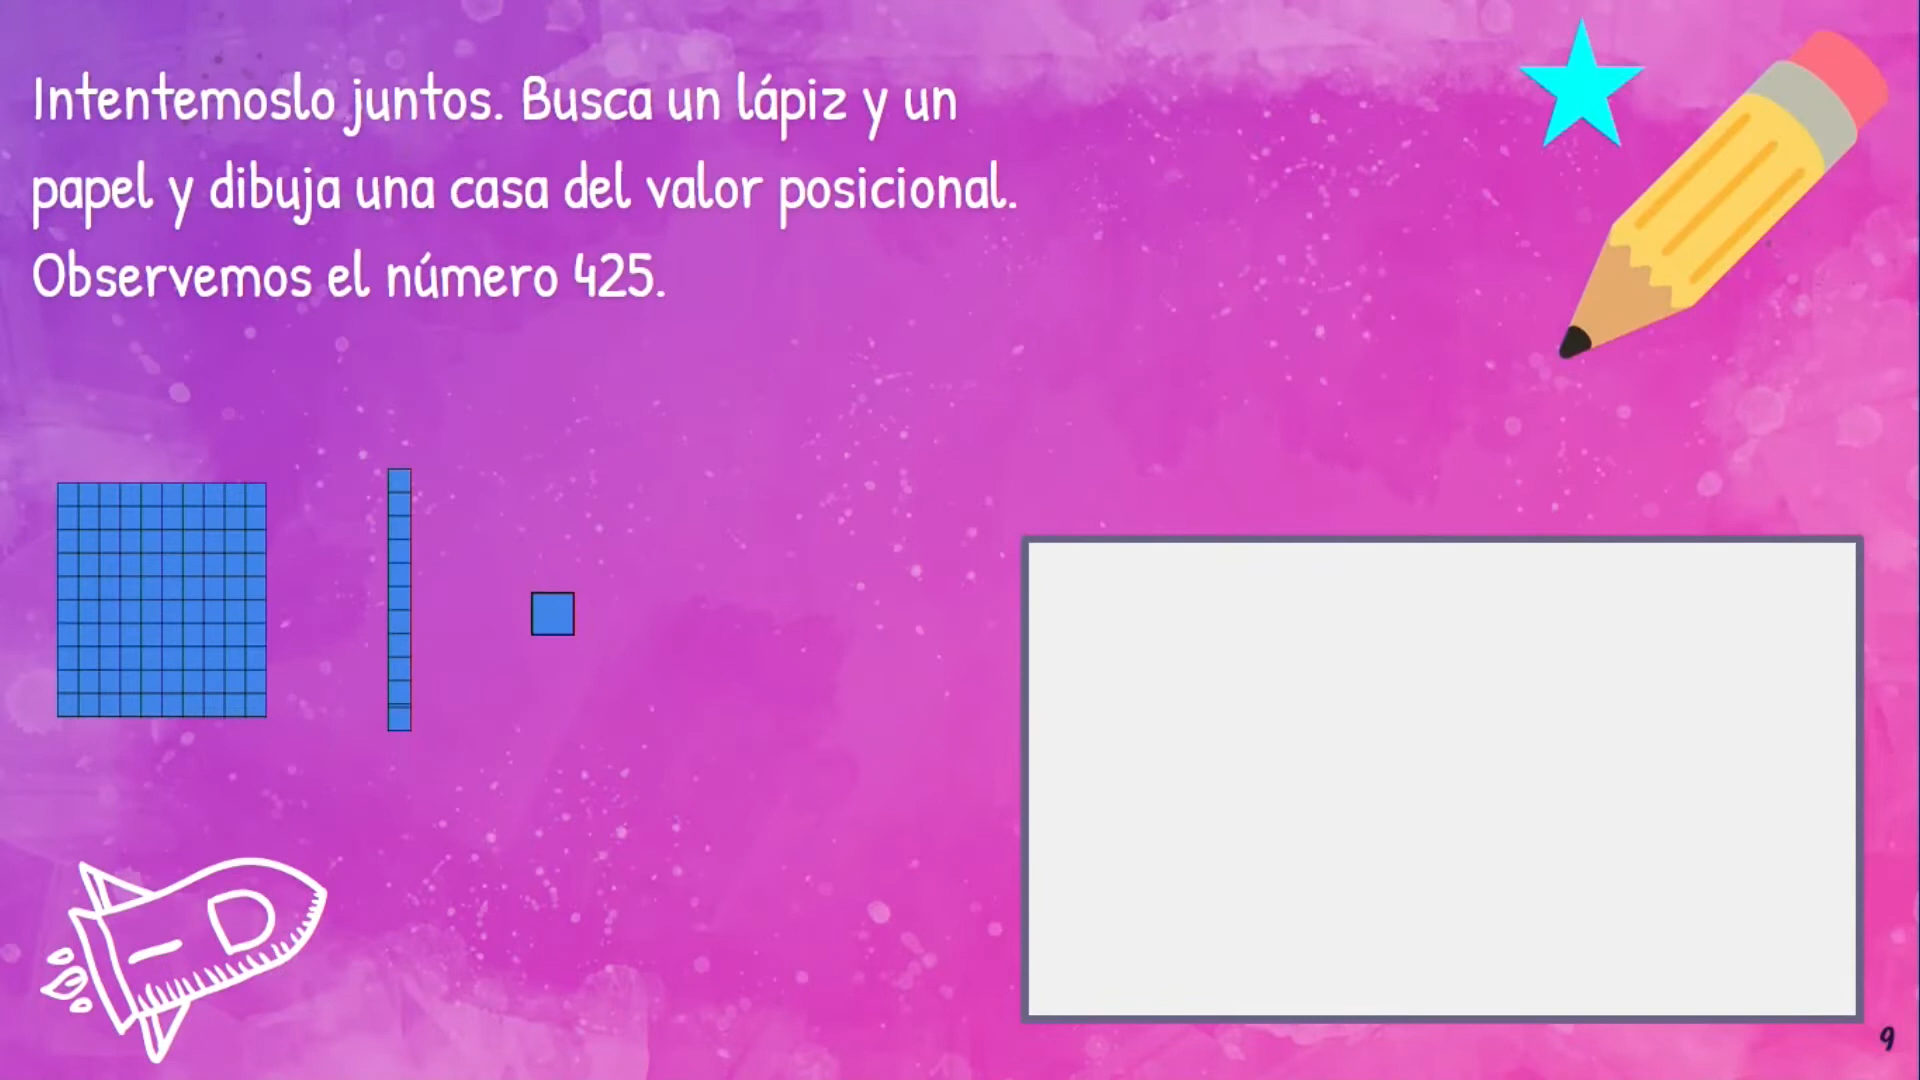 Intentemoslo juntos. Busca un lápiz y un
papel y dibuja una casa del valor posicional.
Observemos el número 425.
9